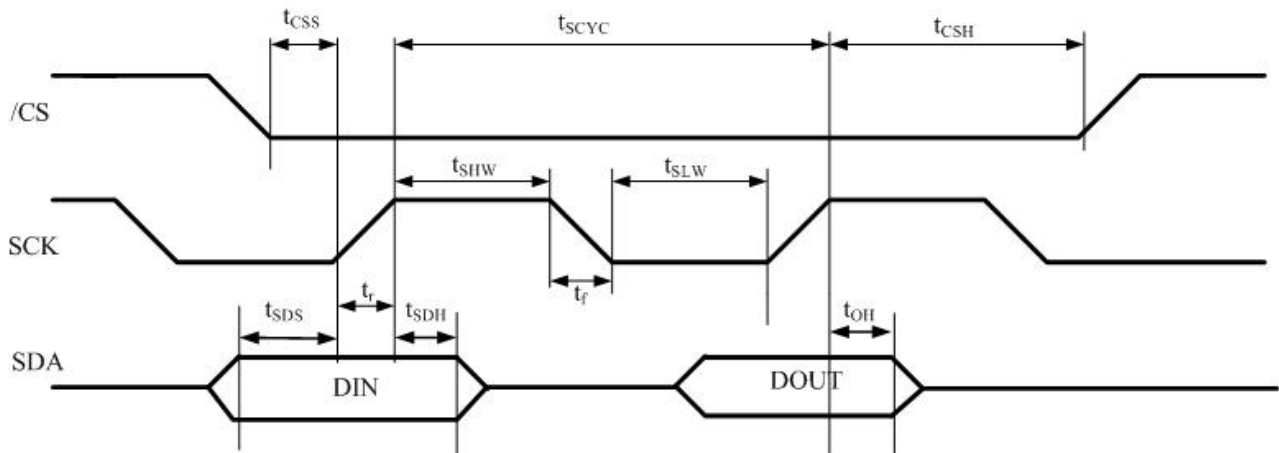 tCSS
tSCYC
tCSH
/CS
tSHW
tSLW
SCK
tr
tf
tSDS
tSDH
tOH
SDA
DIN
DOUT